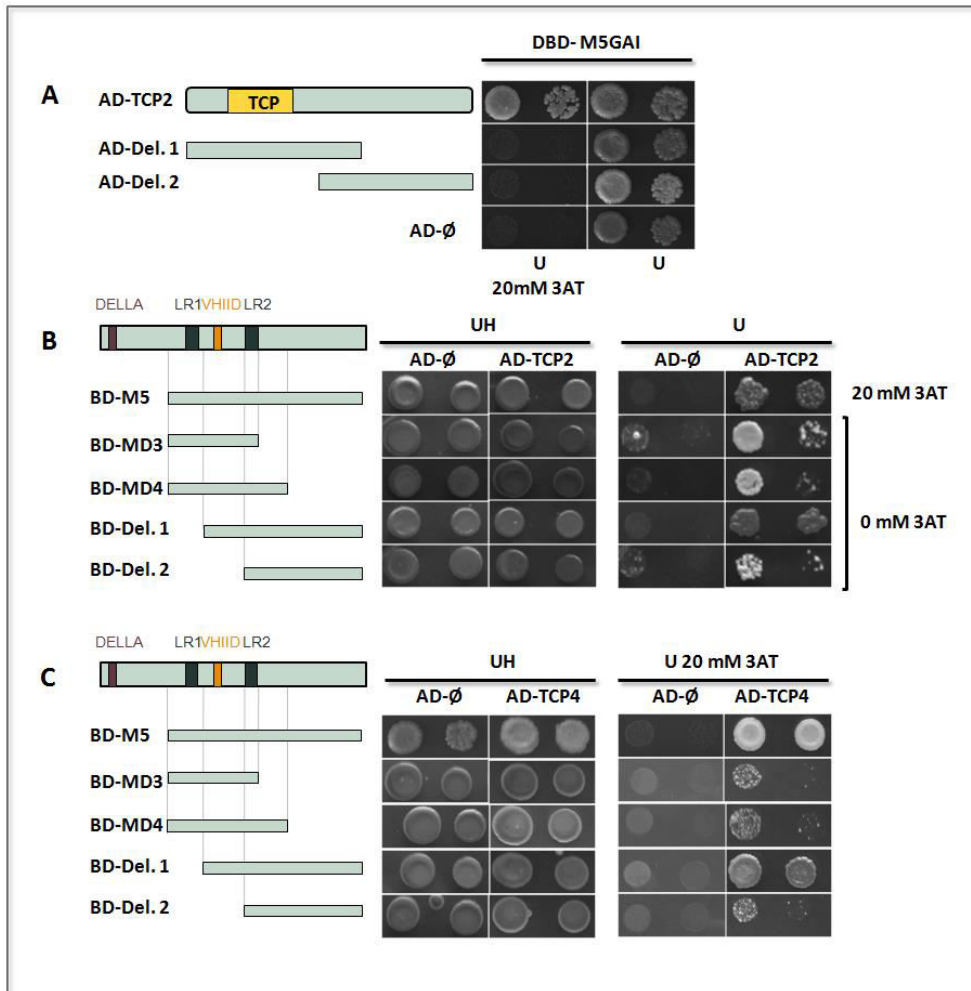 DBD- M5GAI
A
AD-TCP2
TCP
AD-Del. 1
AD-Del. 2
AD-Ø
U U
20mM 3AT
DELLA LR1 VHIID LR2
B
UH U
AD-Ø AD-TCP2 AD-Ø AD-TCP2
BD-M5 20 mM 3AT
BD-MD3
BD-MD4
0 mM 3AT
BD-Del. 1
BD-Del. 2
DELLA LR1 VHIID LR2
C
UH U 20 mM 3AT
AD-Ø AD-TCP4 AD-Ø AD-TCP4
BD-M5
BD-MD3
BD-MD4
BD-Del. 1
BD-Del. 2